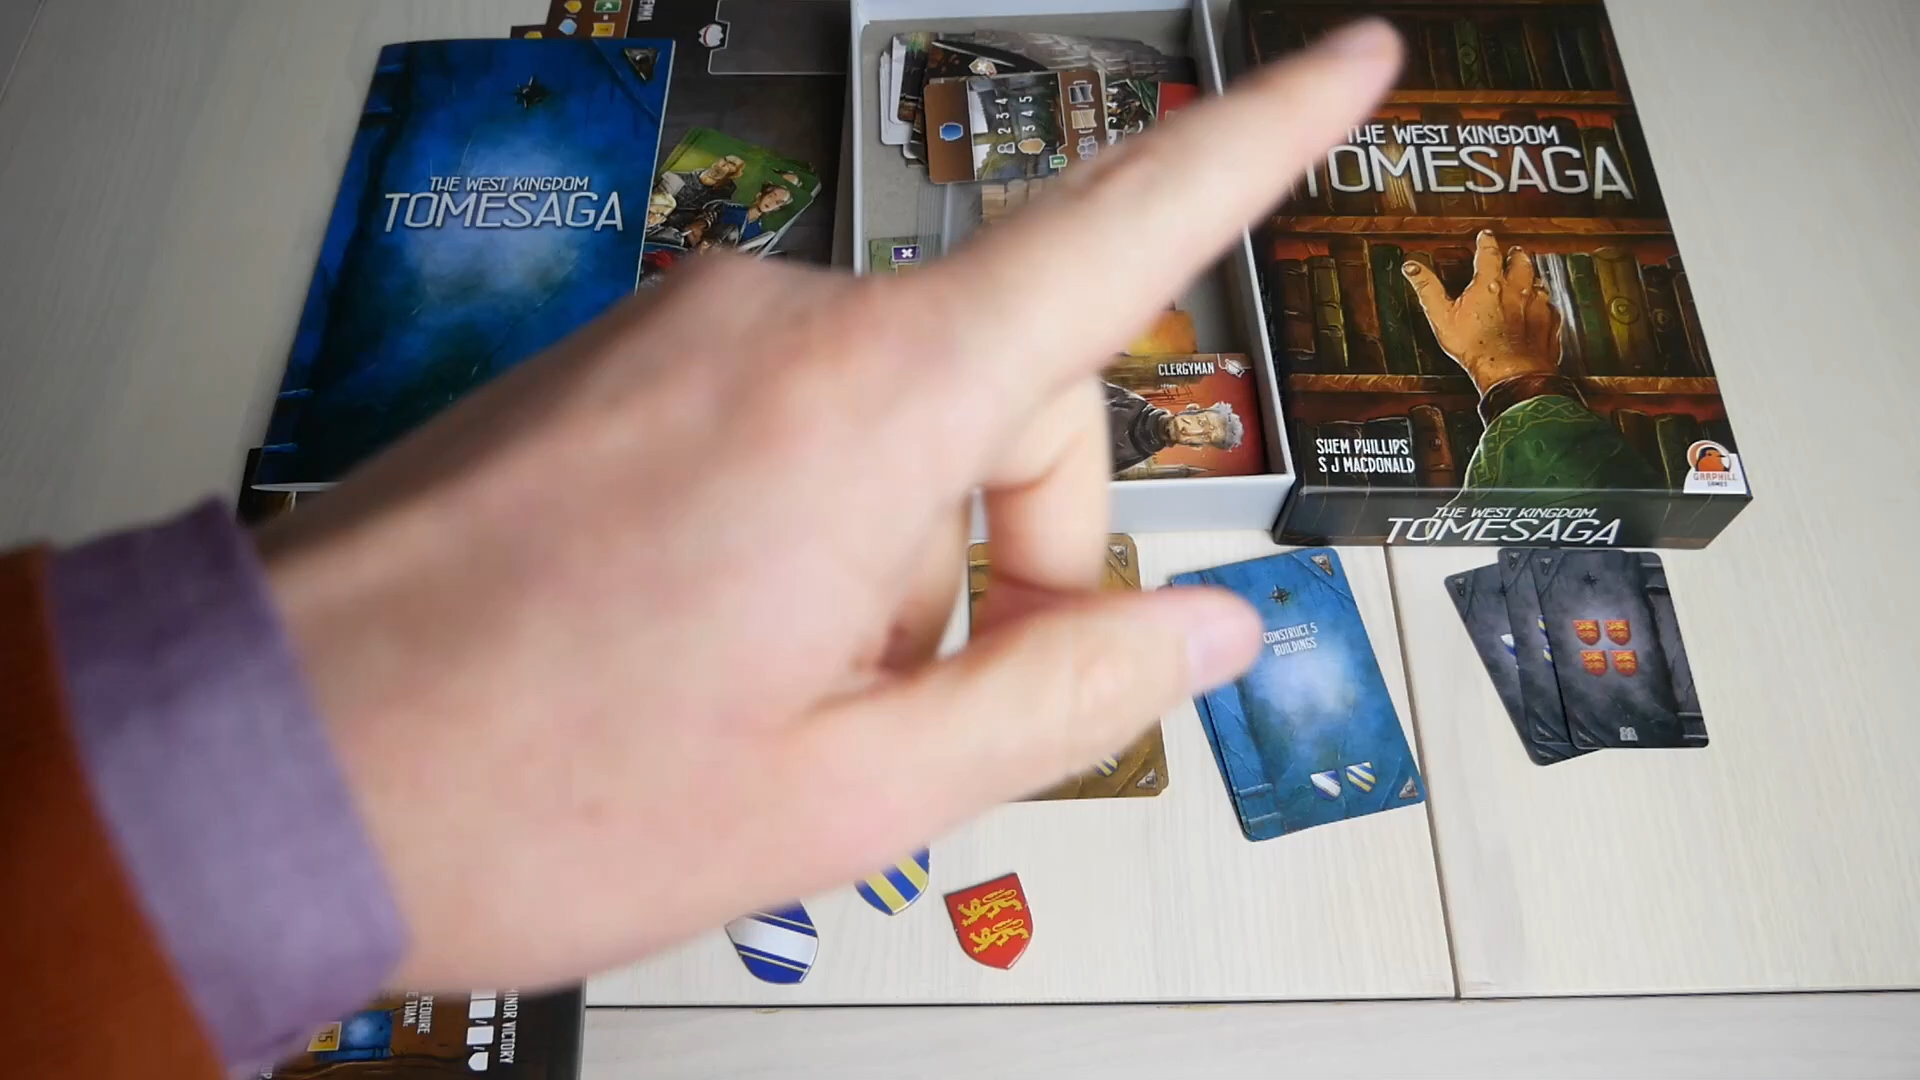 THE WEST KINGDOM
TOMESAGA
2 3 4
3 4 5
CLERGYMAN
THE WEST KINGDOM
TOMESAGA
SHEM PHILLIPS
S J MACDONALD
GARPHILL
GAMES
THE WEST KINGDOM
TOMESAGA
CONSTRUCT 5
BUILDINGS
REQUIRE
15
MINOR VICTORY